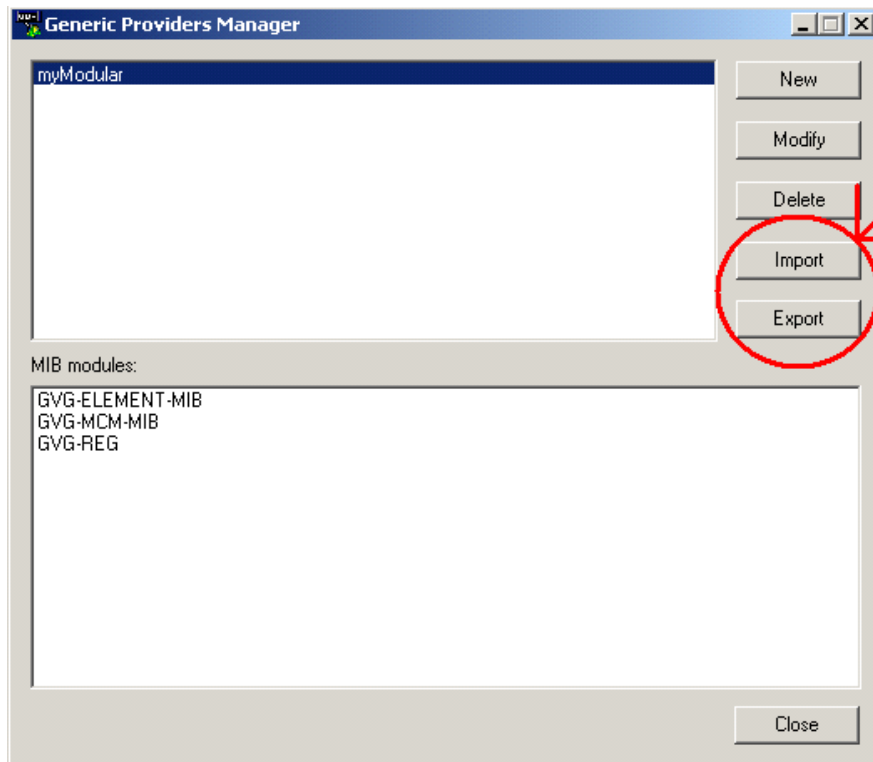 Generic Providers Manager
myModular
New
Modify
Delete
Import
Export
MIB modules:
GVG-ELEMENT-MIB
GVG-MCM-MIB
GVG-REG
Close